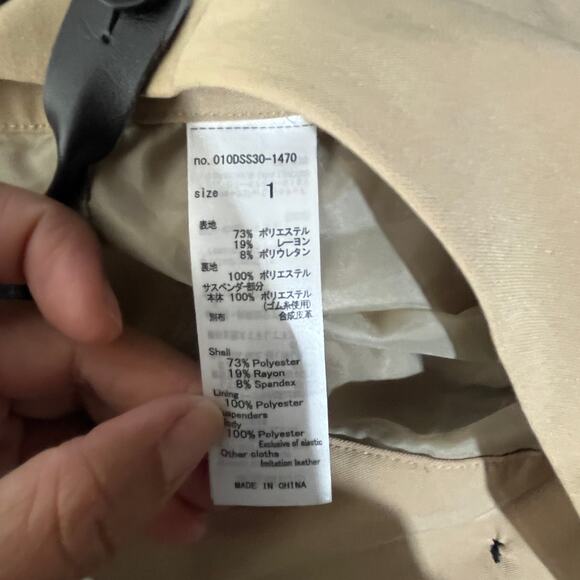 no. 010DSS30-1470
size 1
表地
73% ポリエステル
19% レーヨン
8% ポリウレタン
裏地
100% ポリエステル
サスペンダー部分
本体 100% ポリエステル
(ゴム糸使用)
別布 合成皮革
Shell
73% Polyester
19% Rayon
8% Spandex
Lining
100% Polyester
uspenders
ody
100% Polyester
Exclusive of elastic
Other cloths
Imitation leather
MADE IN CHINA